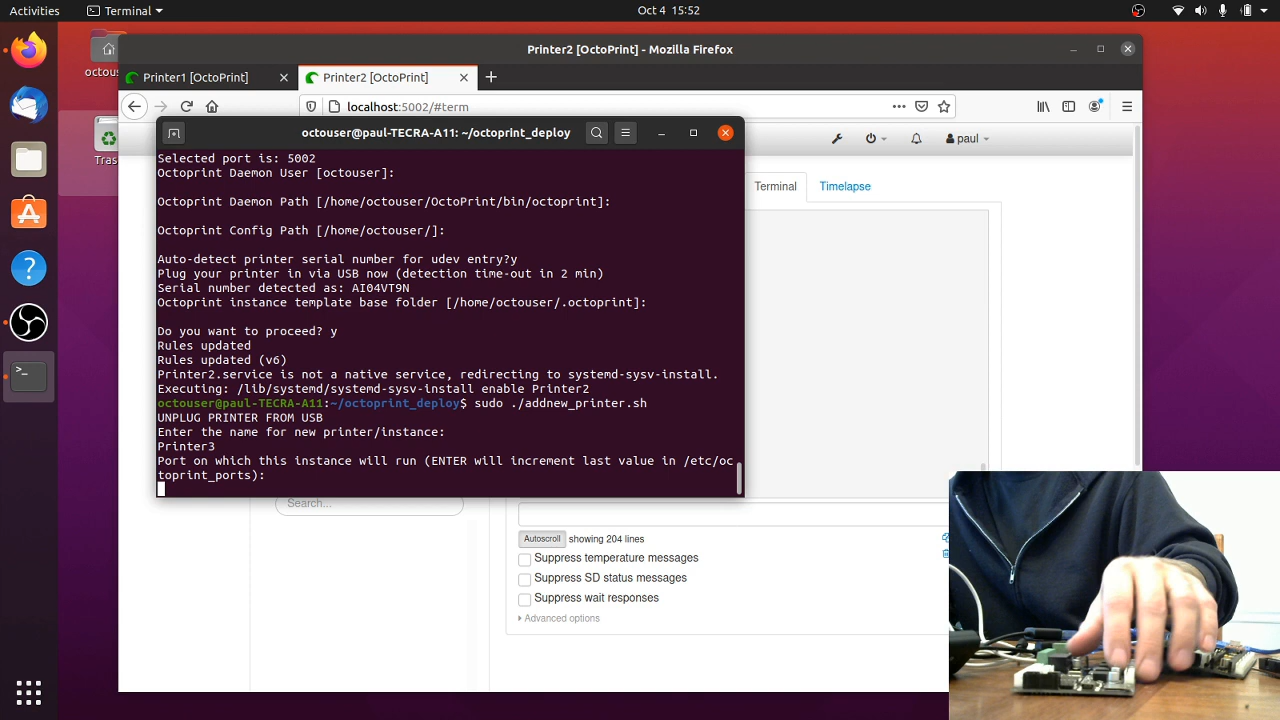 Activities
Terminal
Oct 4 15:52
Printer2 [OctoPrint] - Mozilla Firefox
Printer1 [OctoPrint]
Printer2 [OctoPrint]
localhost:5002/#term
octouser@paul-TECRA-A11: ~/octoprint_deploy
paul
Terminal
Timelapse
Selected port is: 5002
Octoprint Daemon User [octouser]:
Octoprint Daemon Path [/home/octouser/OctoPrint/bin/octoprint]:
Octoprint Config Path [/home/octouser/]:
Auto-detect printer serial number for udev entry?y
Plug your printer in via USB now (detection time-out in 2 min)
Serial number detected as: AI04VT9N
Octoprint instance template base folder [/home/octouser/.octoprint]:
Do you want to proceed? y
Rules updated
Rules updated (v6)
Printer2.service is not a native service, redirecting to systemd-sysv-install.
Executing: /lib/systemd/systemd-sysv-install enable Printer2
octouser@paul-TECRA-A11:~/octoprint_deploy$ sudo ./addnew_printer.sh
UNPLUG PRINTER FROM USB
Enter the name for new printer/instance:
Printer3
Port on which this instance will run (ENTER will increment last value in /etc/oc
toprint_ports):
Search...
Autoscroll showing 204 lines
Suppress temperature messages
Suppress SD status messages
Suppress wait responses
Advanced options